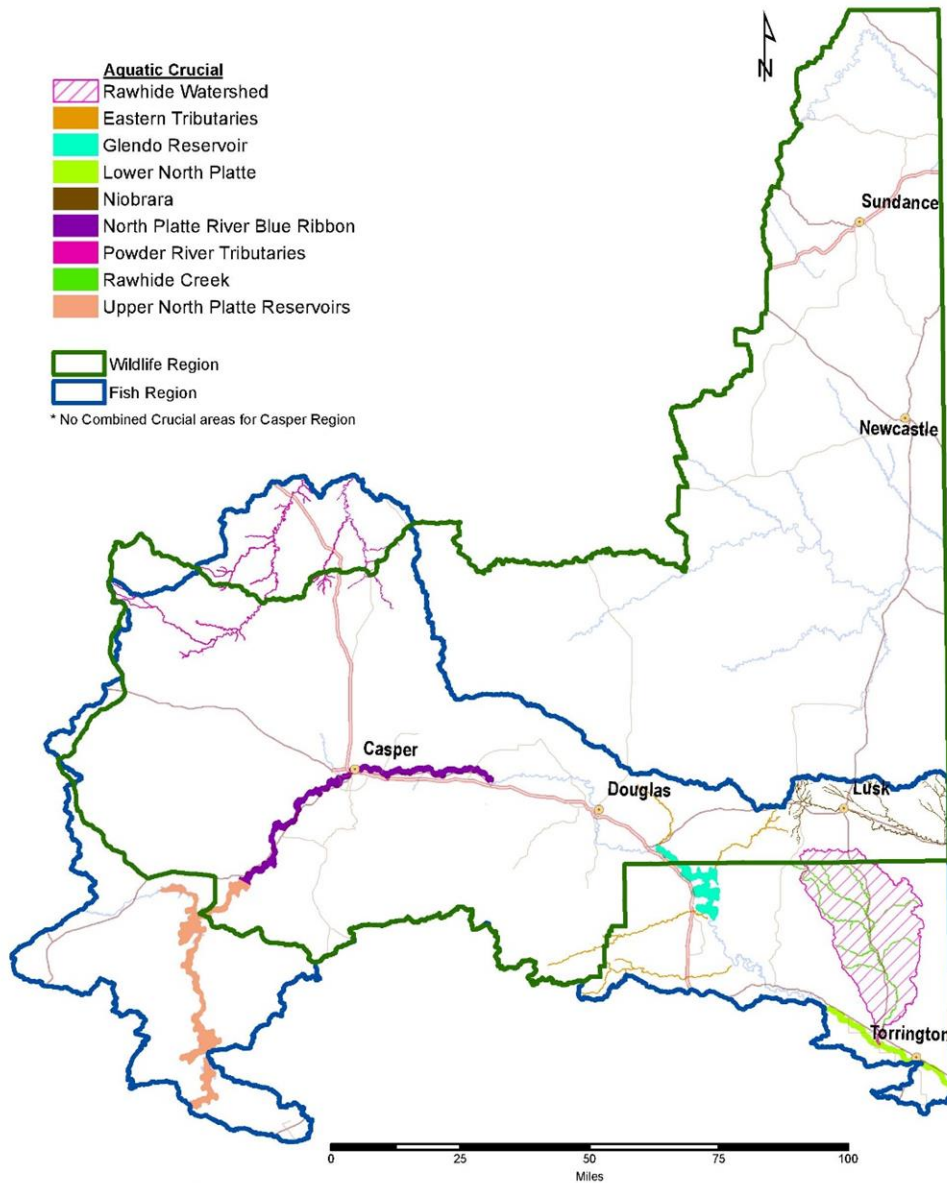 N
Aquatic Crucial
Rawhide Watershed
Eastern Tributaries
Glendo Reservoir
Lower North Platte
Niobrara
North Platte River Blue Ribbon
Powder River Tributaries
Rawhide Creek
Upper North Platte Reservoirs
Wildlife Region
Fish Region
* No Combined Crucial areas for Casper Region
Sundance
Newcastle
Casper
Douglas
Lusk
Torrington
0 25 50 75 100
Miles